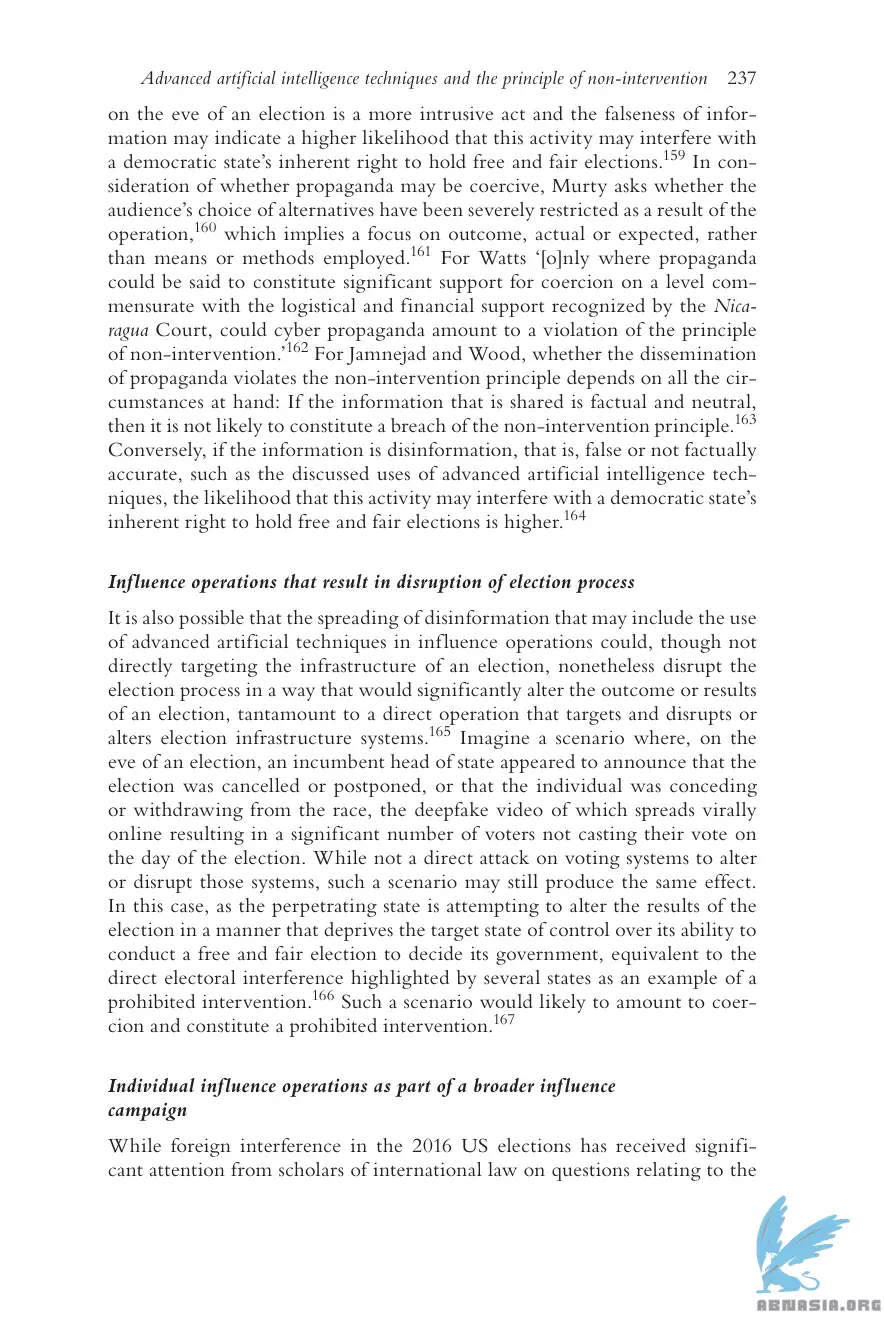 Advanced artificial intelligence techniques and the principle of non-intervention 237
on the eve of an election is a more intrusive act and the falseness of infor-
mation may indicate a higher likelihood that this activity may interfere with
a democratic state's inherent right to hold free and fair elections.159 In con-
sideration of whether propaganda may be coercive, Murty asks whether the
audience's choice of alternatives have been severely restricted as a result of the
operation,160 which implies a focus on outcome, actual or expected, rather
than means or methods employed.161 For Watts '[o]nly where propaganda
could be said to constitute significant support for coercion on a level com-
mensurate with the logistical and financial support recognized by the Nica-
ragua Court, could cyber propaganda amount to a violation of the principle
of non-intervention.'162 For Jamnejad and Wood, whether the dissemination
of propaganda violates the non-intervention principle depends on all the cir-
cumstances at hand: If the information that is shared is factual and neutral,
then it is not likely to constitute a breach of the non-intervention principle.163
Conversely, if the information is disinformation, that is, false or not factually
accurate, such as the discussed uses of advanced artificial intelligence tech-
niques, the likelihood that this activity may interfere with a democratic state's
inherent right to hold free and fair elections is higher.164
Influence operations that result in disruption of election process
It is also possible that the spreading of disinformation that may include the use
of advanced artificial techniques in influence operations could, though not
directly targeting the infrastructure of an election, nonetheless disrupt the
election process in a way that would significantly alter the outcome or results
of an election, tantamount to a direct operation that targets and disrupts or
alters election infrastructure systems.165 Imagine a scenario where, on the
eve of an election, an incumbent head of state appeared to announce that the
election was cancelled or postponed, or that the individual was conceding
or withdrawing from the race, the deepfake video of which spreads virally
online resulting in a significant number of voters not casting their vote on
the day of the election. While not a direct attack on voting systems to alter
or disrupt those systems, such a scenario may still produce the same effect.
In this case, as the perpetrating state is attempting to alter the results of the
election in a manner that deprives the target state of control over its ability to
conduct a free and fair election to decide its government, equivalent to the
direct electoral interference highlighted by several states as an example of a
prohibited intervention.166 Such a scenario would likely to amount to coer-
cion and constitute a prohibited intervention.167
Individual influence operations as part of a broader influence
campaign
While foreign interference in the 2016 US elections has received signifi-
cant attention from scholars of international law on questions relating to the
ABNASIA.ORG